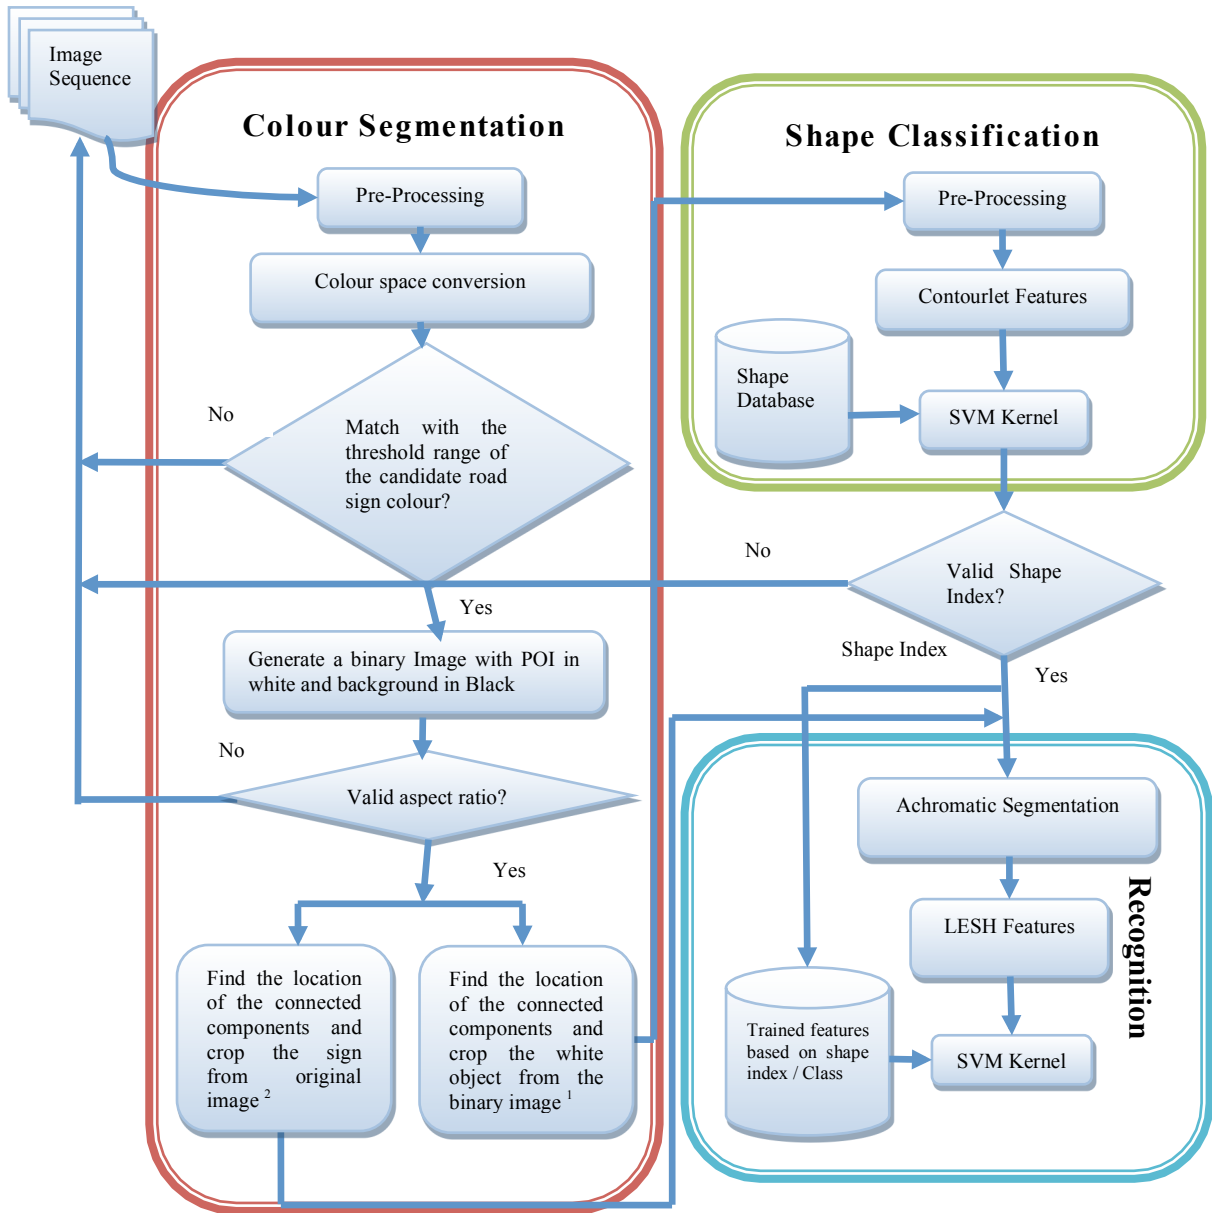 Image
Sequence
Colour Segmentation
Pre-Processing
Colour space conversion
No
Match with the
threshold range of
the candidate road
sign colour?
Yes
Generate a binary Image with POI in
white and background in Black
No
Valid aspect ratio?
Yes
Find the location
of the connected
components and
crop the sign
from original
image 2
Find the location
of the connected
components and
crop the white
object from the
binary image 1
Shape Classification
Pre-Processing
Contourlet Features
Shape
Database
SVM Kernel
No
Valid Shape
Index?
Shape Index
Yes
Achromatic Segmentation
Recognition
LESH Features
Trained features
based on shape
index / Class
SVM Kernel